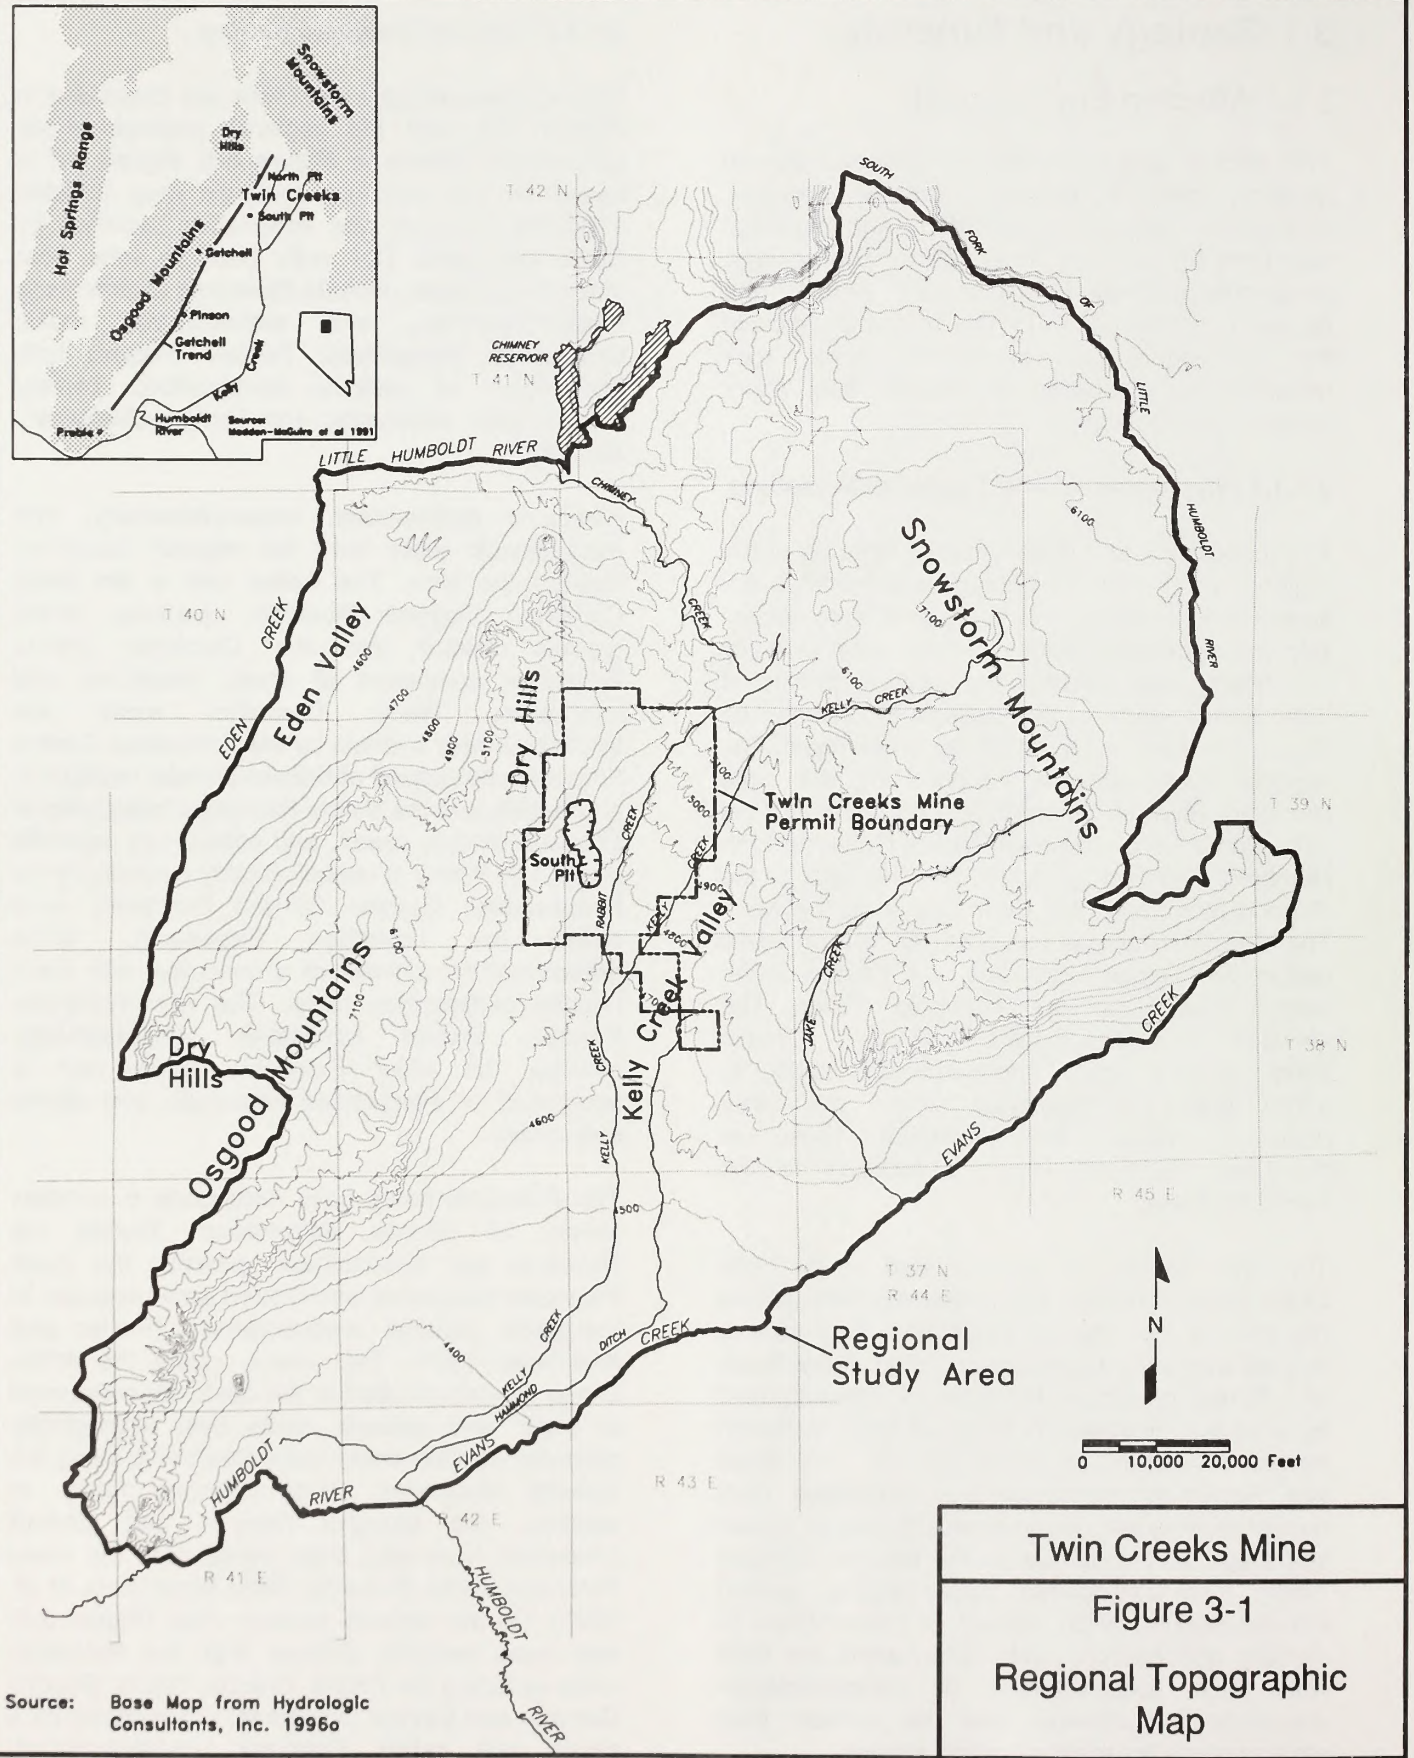 Snowstorm
Mountains
Dry
Hills
Hot Springs Range
North Pit
Twin Creeks
South Pit
Getchell
Osgood Mountains
Pinson
Getchell
Trend
Kelly Creek
Humboldt
River
Preble
Source:
Madden-McGuire et al 1991
T 42 N
SOUTH
FORK
OF
LITTLE
HUMBOLDT
RIVER
CHIMNEY
RESERVOIR
T 41 N
LITTLE HUMBOLDT RIVER
CHIMNEY
CREEK
6100
Snowstorm Mountains
7100
T 40 N
EDEN CREEK
Eden Valley
4600
4700
4800
4900
5100
Dry Hills
6100
KELLY CREEK
5100
5000
Twin Creeks Mine
Permit Boundary
T 39 N
RABBIT CREEK
South
Pit
KELLY CREEK
4900
4800
4700
Kelly Creek Valley
6100
7100
Osgood Mountains
Dry
Hills
JAKE CREEK
T 38 N
EVANS CREEK
KELLY CREEK
4600
4500
R 45 E
T 37 N
R 44 E
KELLY CREEK
HAMMOND DITCH
EVANS CREEK
4400
Regional
Study Area
N
0 10,000 20,000 Feet
HUMBOLDT RIVER
R 43 E
R 42 E
R 41 E
HUMBOLDT
RIVER
Twin Creeks Mine
Figure 3-1
Regional Topographic
Map
Source: Base Map from Hydrologic
Consultants, Inc. 1996a